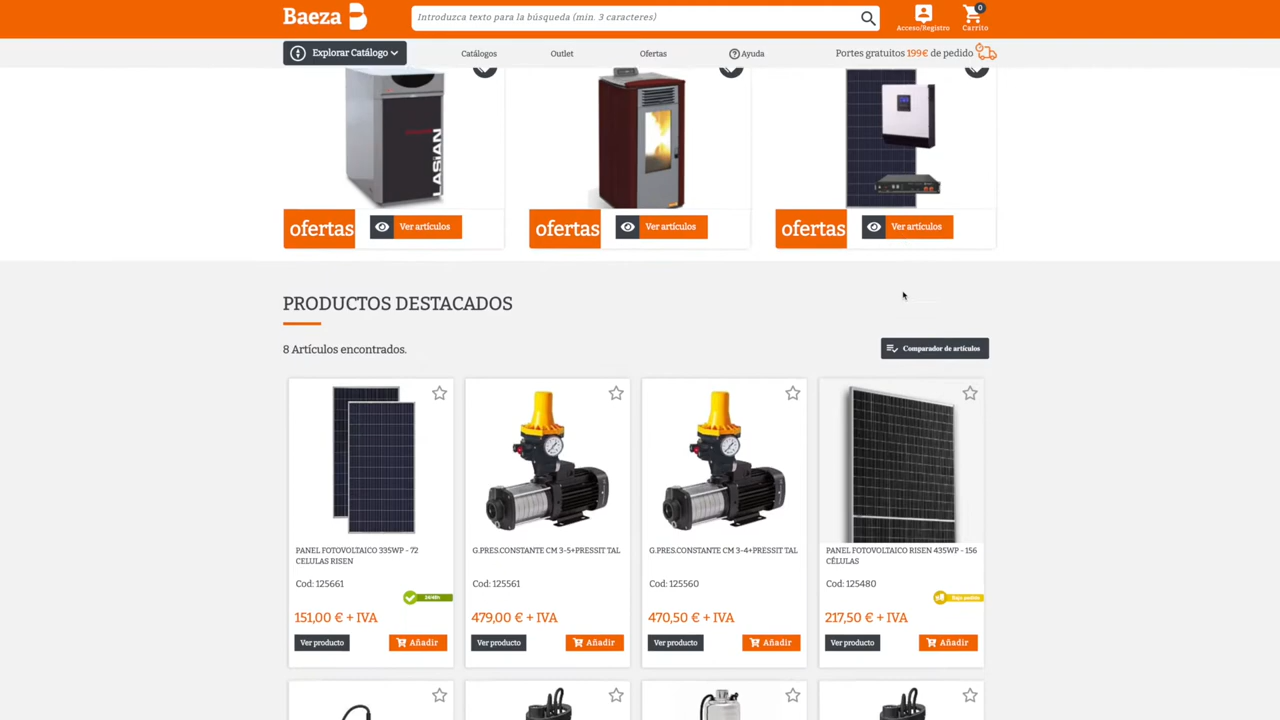 Baeza
Introduzca texto para la búsqueda (min. 3 caracteres)
Acceso/Registro
0
Carrito
Explorar Catálogo
Catálogos
Outlet
Ofertas
Ayuda
Portes gratuitos 199€ de pedido
LASIAN
ofertas
Ver artículos
ofertas
Ver artículos
ofertas
Ver artículos
PRODUCTOS DESTACADOS
8 Artículos encontrados.
Comparador de artículos
PANEL FOTOVOLTAICO 335WP - 72
CELULAS RISEN
Cod: 125661
24/48h
151,00 € + IVA
Ver producto
Añadir
G.PRES.CONSTANTE CM 3-5+PRESSIT TAL
Cod: 125561
479,00 € + IVA
Ver producto
Añadir
G.PRES.CONSTANTE CM 3-4+PRESSIT TAL
Cod: 125560
470,50 € + IVA
Ver producto
Añadir
PANEL FOTOVOLTAICO RISEN 435WP - 156
CÉLULAS
Cod: 125480
Bajo pedido
217,50 € + IVA
Ver producto
Añadir